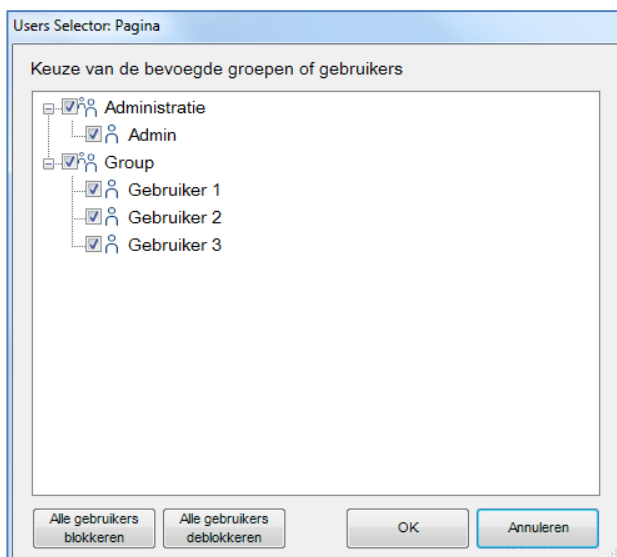 Users Selector: Pagina
Keuze van de bevoegde groepen of gebruikers
Administratie
Admin
Group
Gebruiker 1
Gebruiker 2
Gebruiker 3
Alle gebruikers
blokkeren
Alle gebruikers
deblokkeren
OK
Annuleren